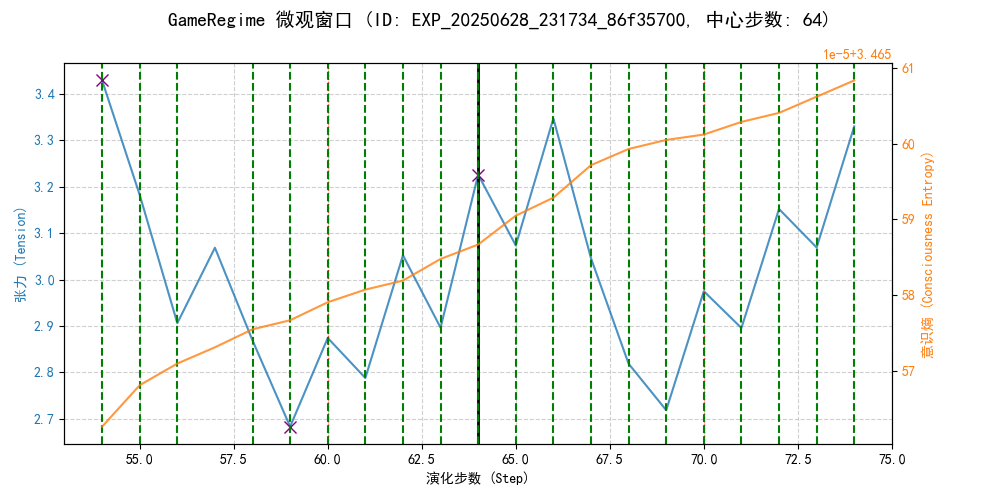 GameRegime 微观窗口 (ID: EXP_20250628_231734_86f35700, 中心步数: 64)
1e-5+3.465
61
3.4
3.3
60
3.2
3.1
59
3.0
2.9
58
2.8
57
2.7
张力 (Tension)
意识熵 (Consciousness Entropy)
55.0 57.5 60.0 62.5 65.0 67.5 70.0 72.5 75.0
演化步数 (Step)